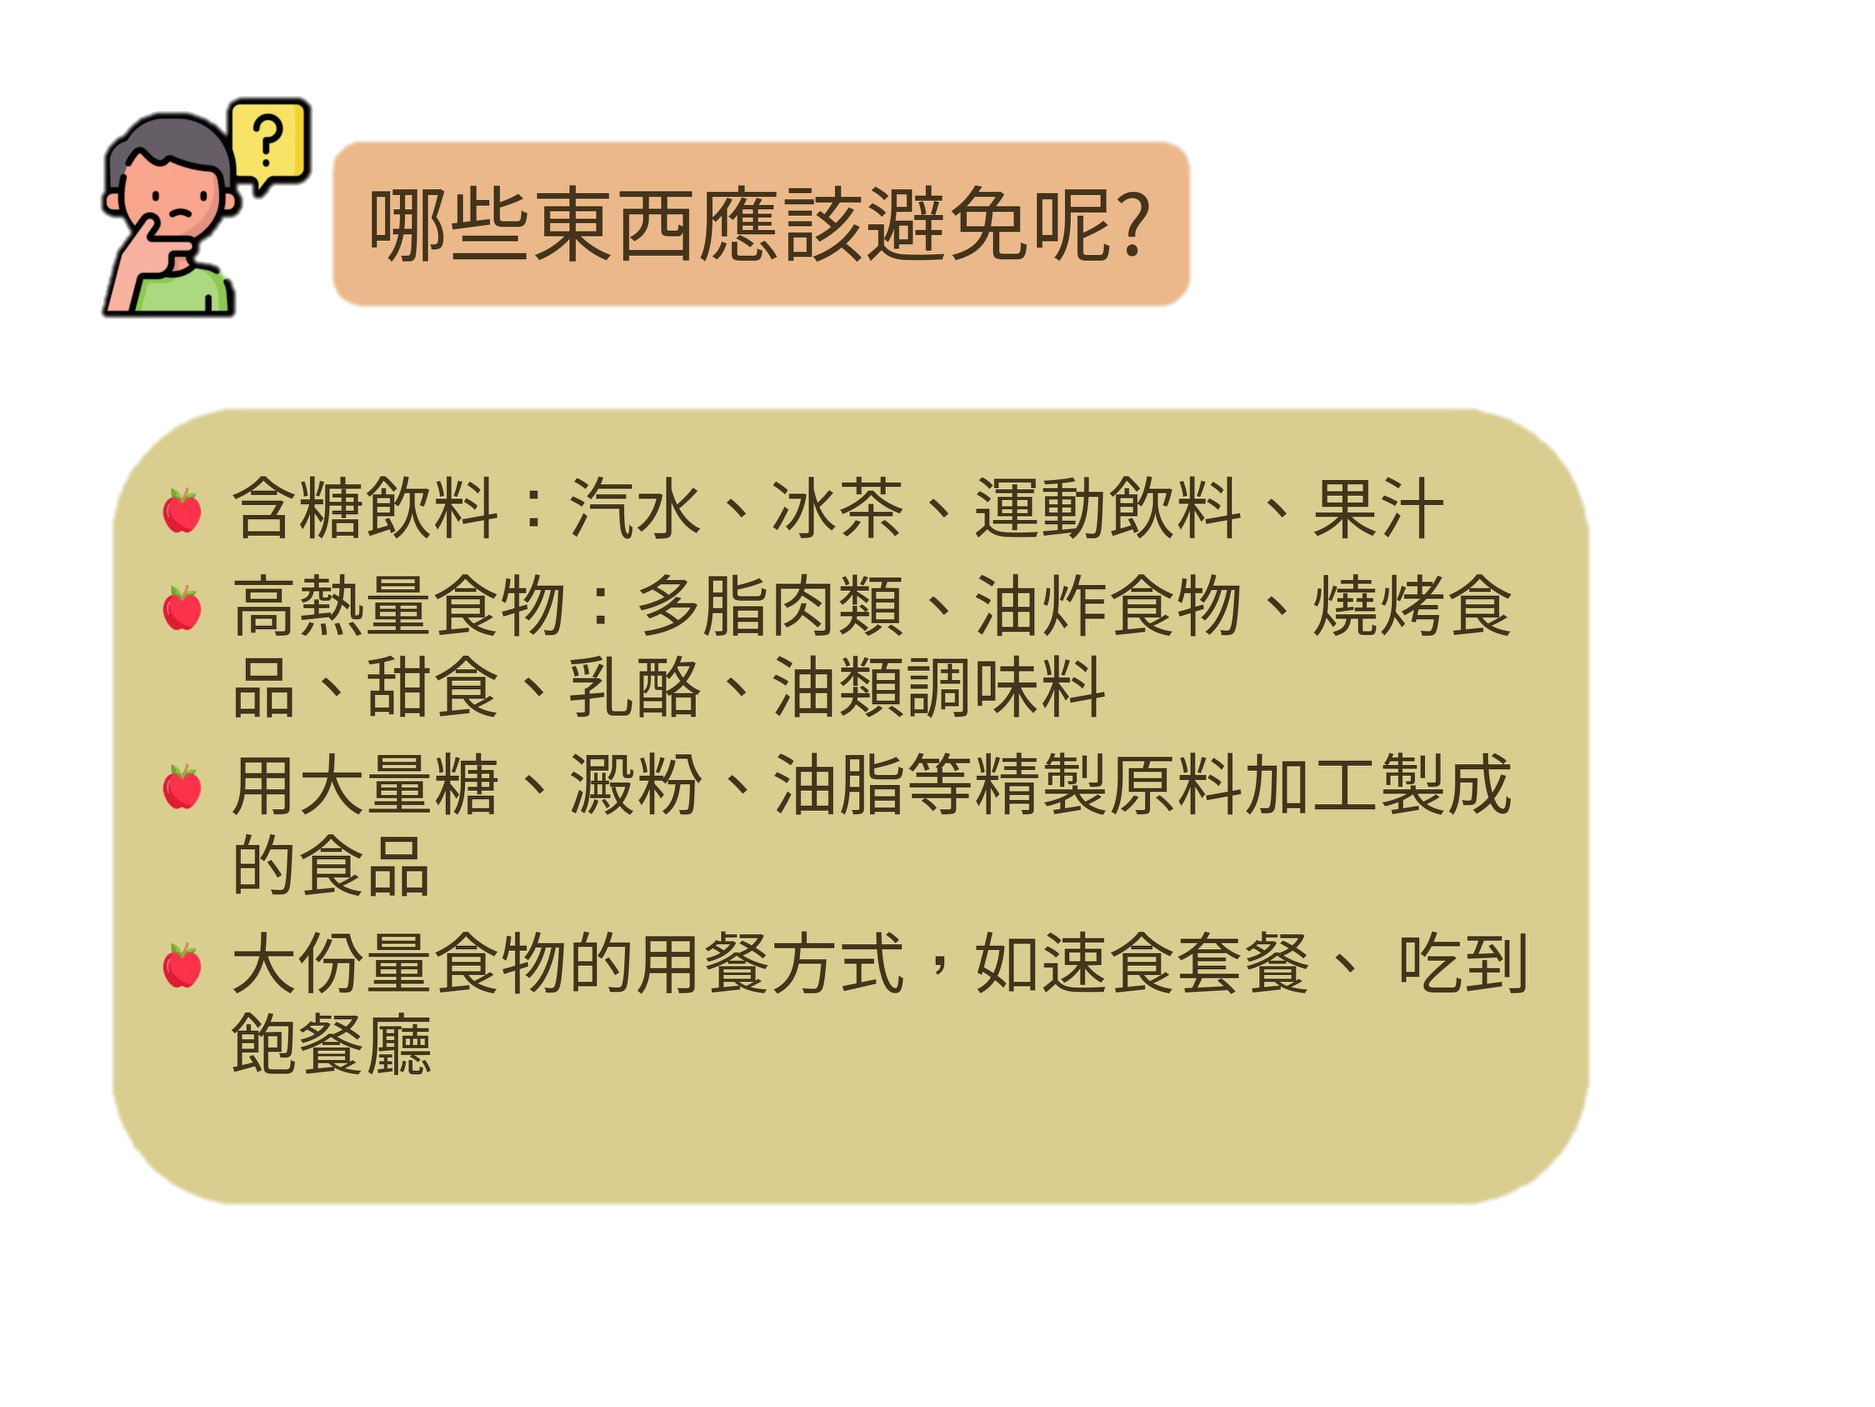 ?
哪些東西應該避免呢?
含糖飲料：汽水、冰茶、運動飲料、果汁
高熱量食物：多脂肉類、油炸食物、燒烤食
品、甜食、乳酪、油類調味料
用大量糖、澱粉、油脂等精製原料加工製成
的食品
大份量食物的用餐方式，如速食套餐、 吃到
飽餐廳